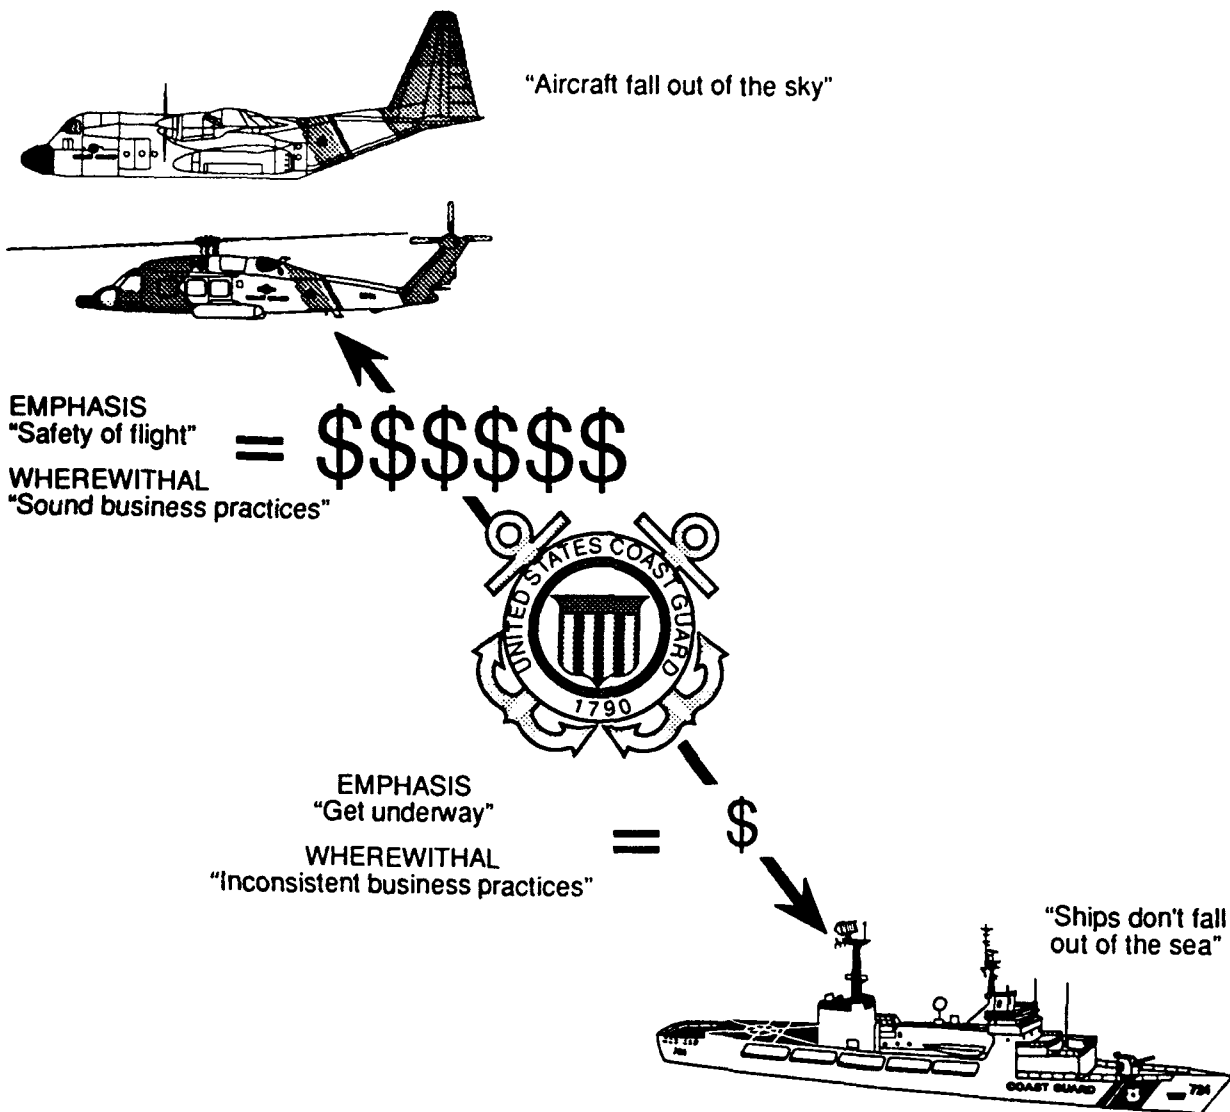 "Aircraft fall out of the sky"
EMPHASIS
"Safety of flight"
WHEREWITHAL
"Sound business practices"
= $$$$$$
UNITED STATES COAST GUARD
1790
EMPHASIS
"Get underway"
WHEREWITHAL
"Inconsistent business practices"
= $
"Ships don't fall
out of the sea"
COAST GUARD
724